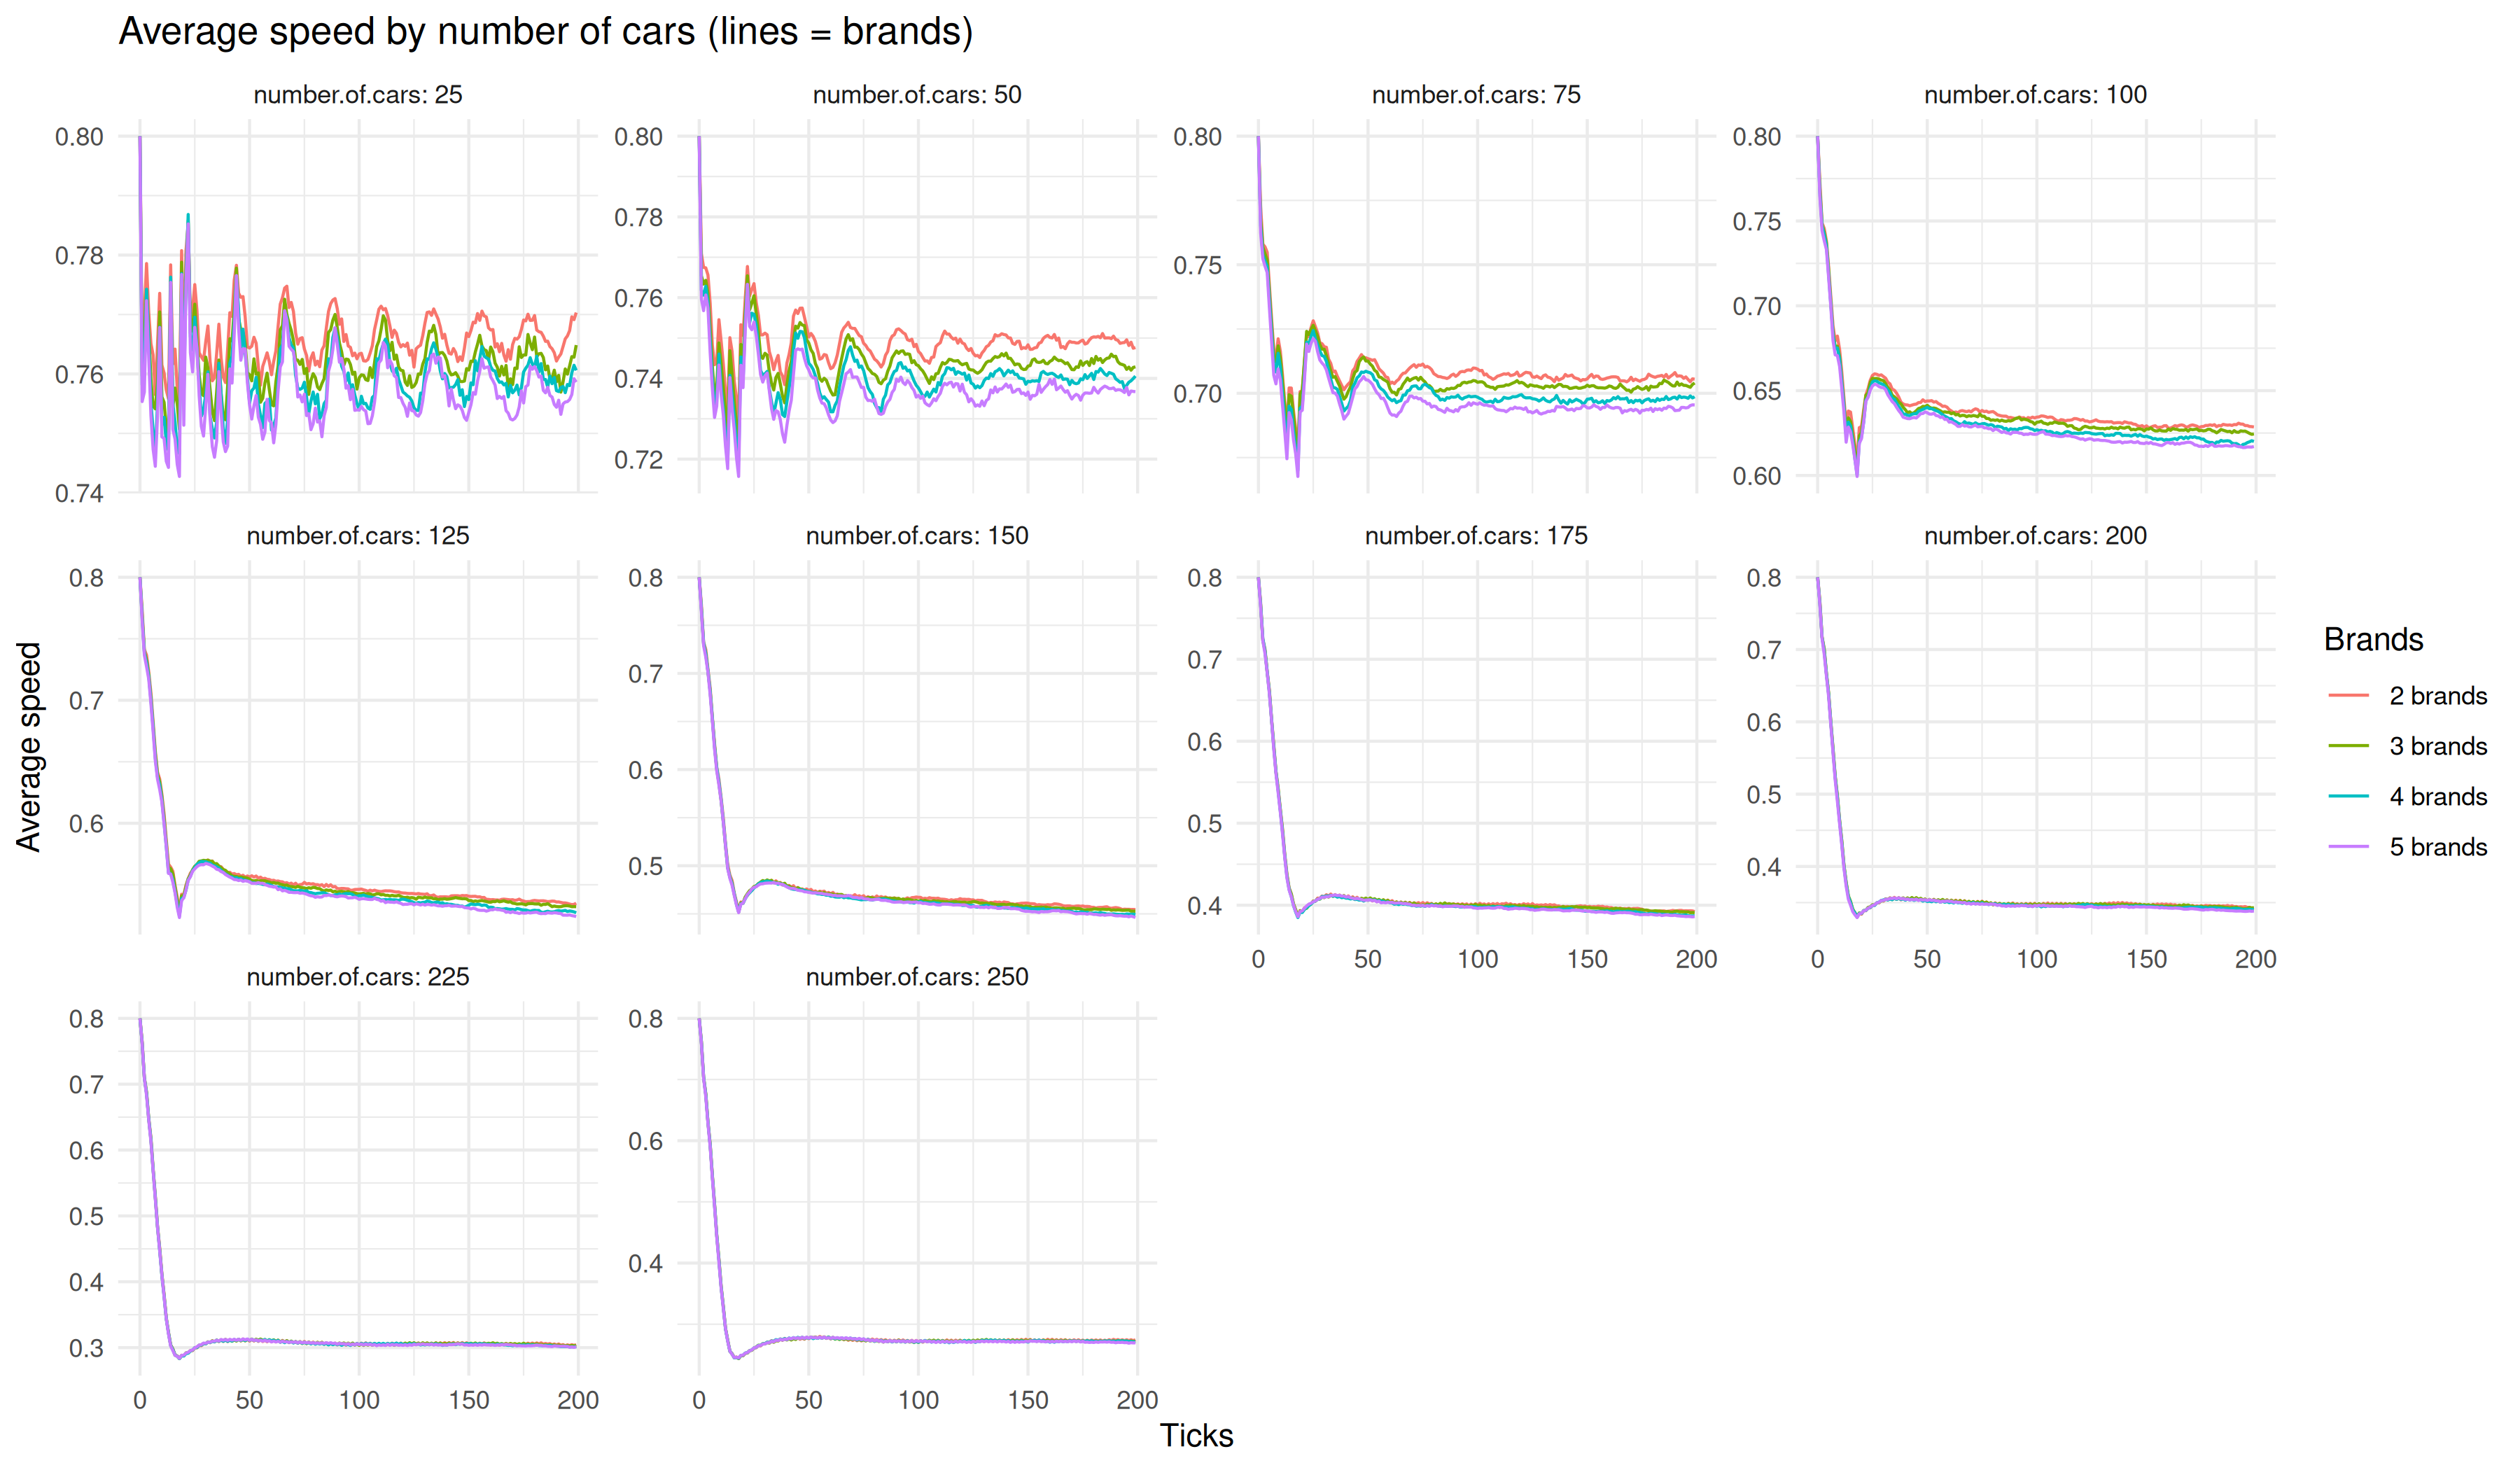 Average speed by number of cars (lines = brands)
number.of.cars: 25
number.of.cars: 50
number.of.cars: 75
number.of.cars: 100
0.80
0.78
0.76
0.74
0.80
0.78
0.76
0.74
0.72
0.80
0.75
0.70
0.80
0.75
0.70
0.65
0.60
number.of.cars: 125
number.of.cars: 150
number.of.cars: 175
number.of.cars: 200
0.8
0.7
0.6
0.8
0.7
0.6
0.5
0.8
0.7
0.6
0.5
0.4
0 50 100 150 200
0.8
0.7
0.6
0.5
0.4
0 50 100 150 200
number.of.cars: 225
number.of.cars: 250
0.8
0.7
0.6
0.5
0.4
0.3
0 50 100 150 200
0.8
0.6
0.4
0 50 100 150 200
Average speed
Ticks
Brands
2 brands
3 brands
4 brands
5 brands